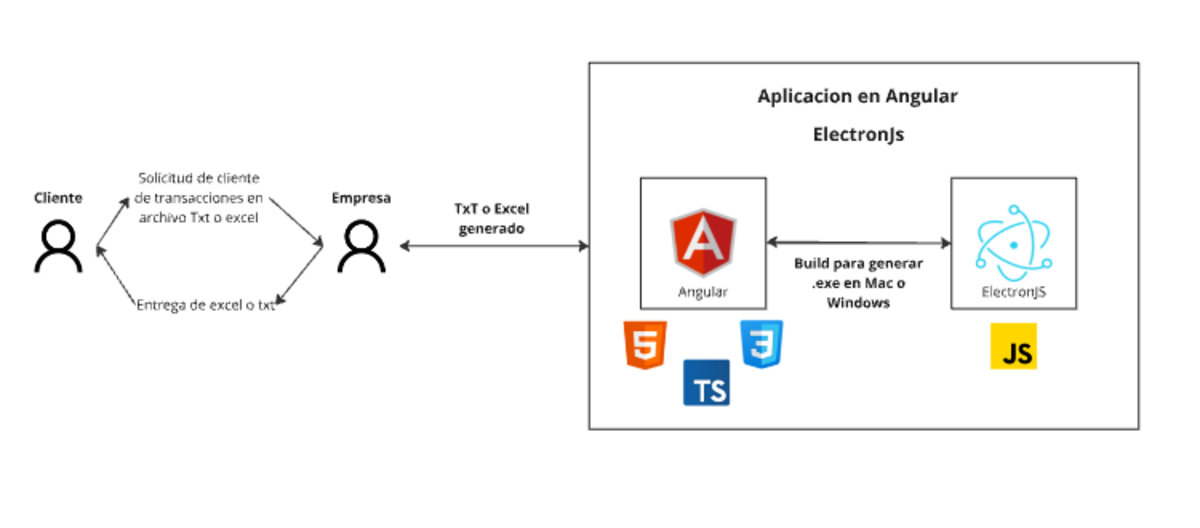 Aplicacion en Angular
ElectronJs
Cliente
Solicitud de cliente
de transacciones en
archivo Txt o excel
Empresa
Entrega de excel o txt
TxT o Excel
generado
Angular
Build para generar
.exe en Mac o
Windows
ElectronJS
5
3
TS
JS